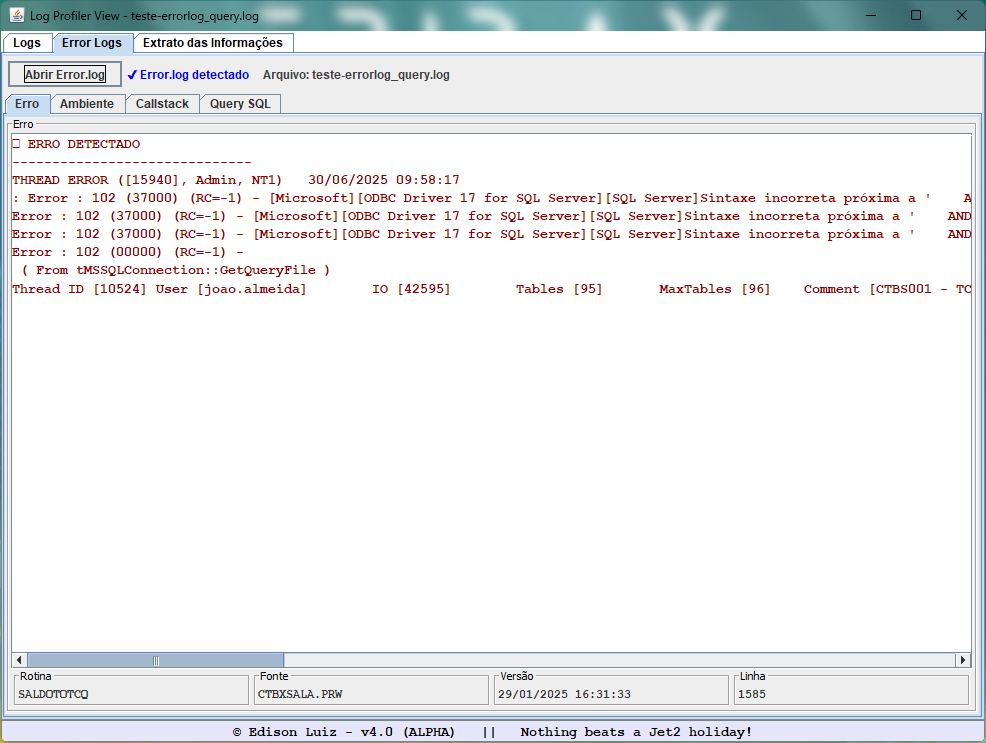 Log Profiler View - teste-errorlog_query.log
Logs Error Logs Extrato das Informações
Abrir Error.log ✔ Error.log detectado Arquivo: teste-errorlog_query.log
Erro Ambiente Callstack Query SQL
Erro
□ ERRO DETECTADO
------------------------------
THREAD ERROR ([15940], Admin, NT1) 30/06/2025 09:58:17
: Error : 102 (37000) (RC=-1) - [Microsoft][ODBC Driver 17 for SQL Server][SQL Server]Sintaxe incorreta próxima a ' A
Error : 102 (37000) (RC=-1) - [Microsoft][ODBC Driver 17 for SQL Server][SQL Server]Sintaxe incorreta próxima a ' AND
Error : 102 (37000) (RC=-1) - [Microsoft][ODBC Driver 17 for SQL Server][SQL Server]Sintaxe incorreta próxima a ' AND
Error : 102 (00000) (RC=-1) -
( From tMSSQLConnection::GetQueryFile )
Thread ID [10524] User [joao.almeida] IO [42595] Tables [95] MaxTables [96] Comment [CTBS001 - TC
Rotina Fonte Versão Linha
SALDOTOTCQ CTBXSALA.PRW 29/01/2025 16:31:33 1585
© Edison Luiz - v4.0 (ALPHA) || Nothing beats a Jet2 holiday!